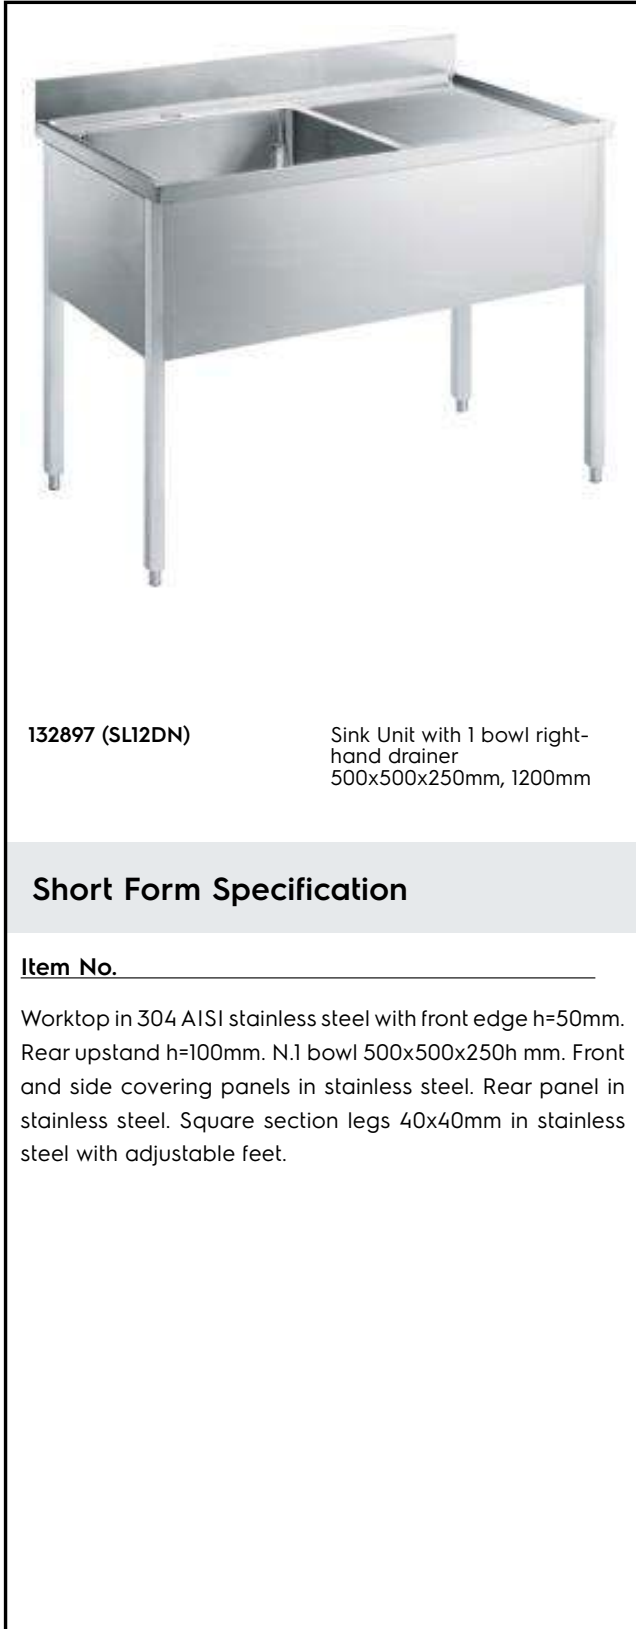 132897 (SL12DN)
Sink Unit with 1 bowl right-
hand drainer
500x500x250mm, 1200mm
Short Form Specification
Item No.
Worktop in 304 AISI stainless steel with front edge h=50mm.
Rear upstand h=100mm. N.1 bowl 500x500x250h mm. Front
and side covering panels in stainless steel. Rear panel in
stainless steel. Square section legs 40x40mm in stainless
steel with adjustable feet.